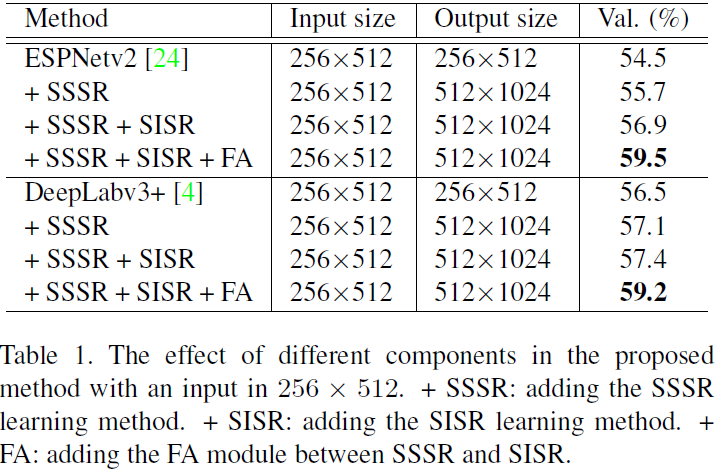 Method Input size Output size Val. (%)
ESPNetv2 [24] 256×512 256×512 54.5
+ SSSR 256×512 512×1024 55.7
+ SSSR + SISR 256×512 512×1024 56.9
+ SSSR + SISR + FA 256×512 512×1024 59.5
DeepLabv3+ [4] 256×512 256×512 56.5
+ SSSR 256×512 512×1024 57.1
+ SSSR + SISR 256×512 512×1024 57.4
+ SSSR + SISR + FA 256×512 512×1024 59.2
Table 1. The effect of different components in the proposed
method with an input in 256 × 512. + SSSR: adding the SSSR
learning method. + SISR: adding the SISR learning method. +
FA: adding the FA module between SSSR and SISR.